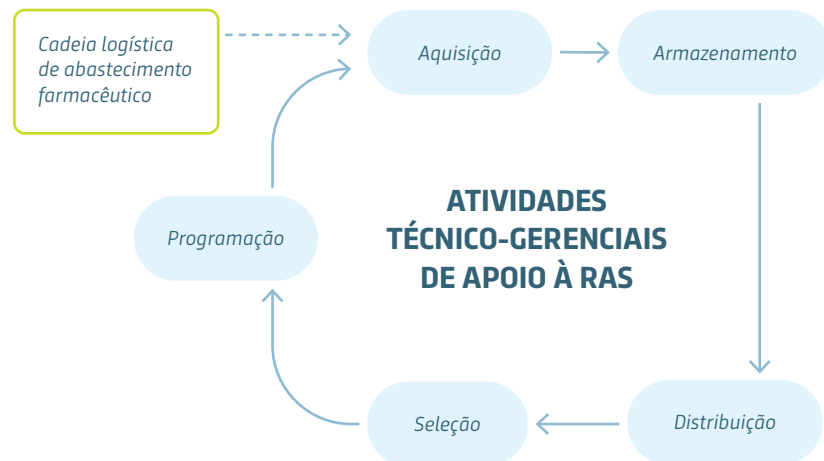 Cadeia logística
de abastecimento
farmacêutico
Aquisição
Armazenamento
Programação
ATIVIDADES
TÉCNICO-GERENCIAIS
DE APOIO À RAS
Seleção
Distribuição